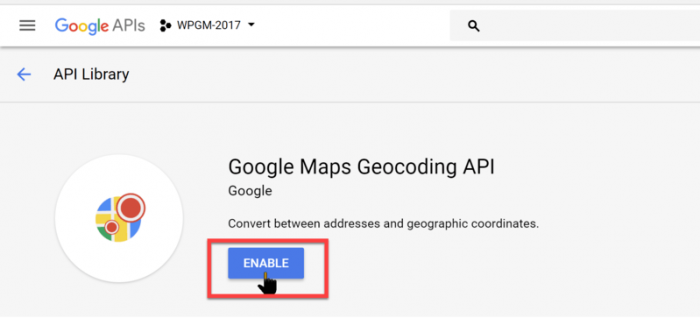 Google APIs WPGM-2017
API Library
Google Maps Geocoding API
Google
Convert between addresses and geographic coordinates.
ENABLE